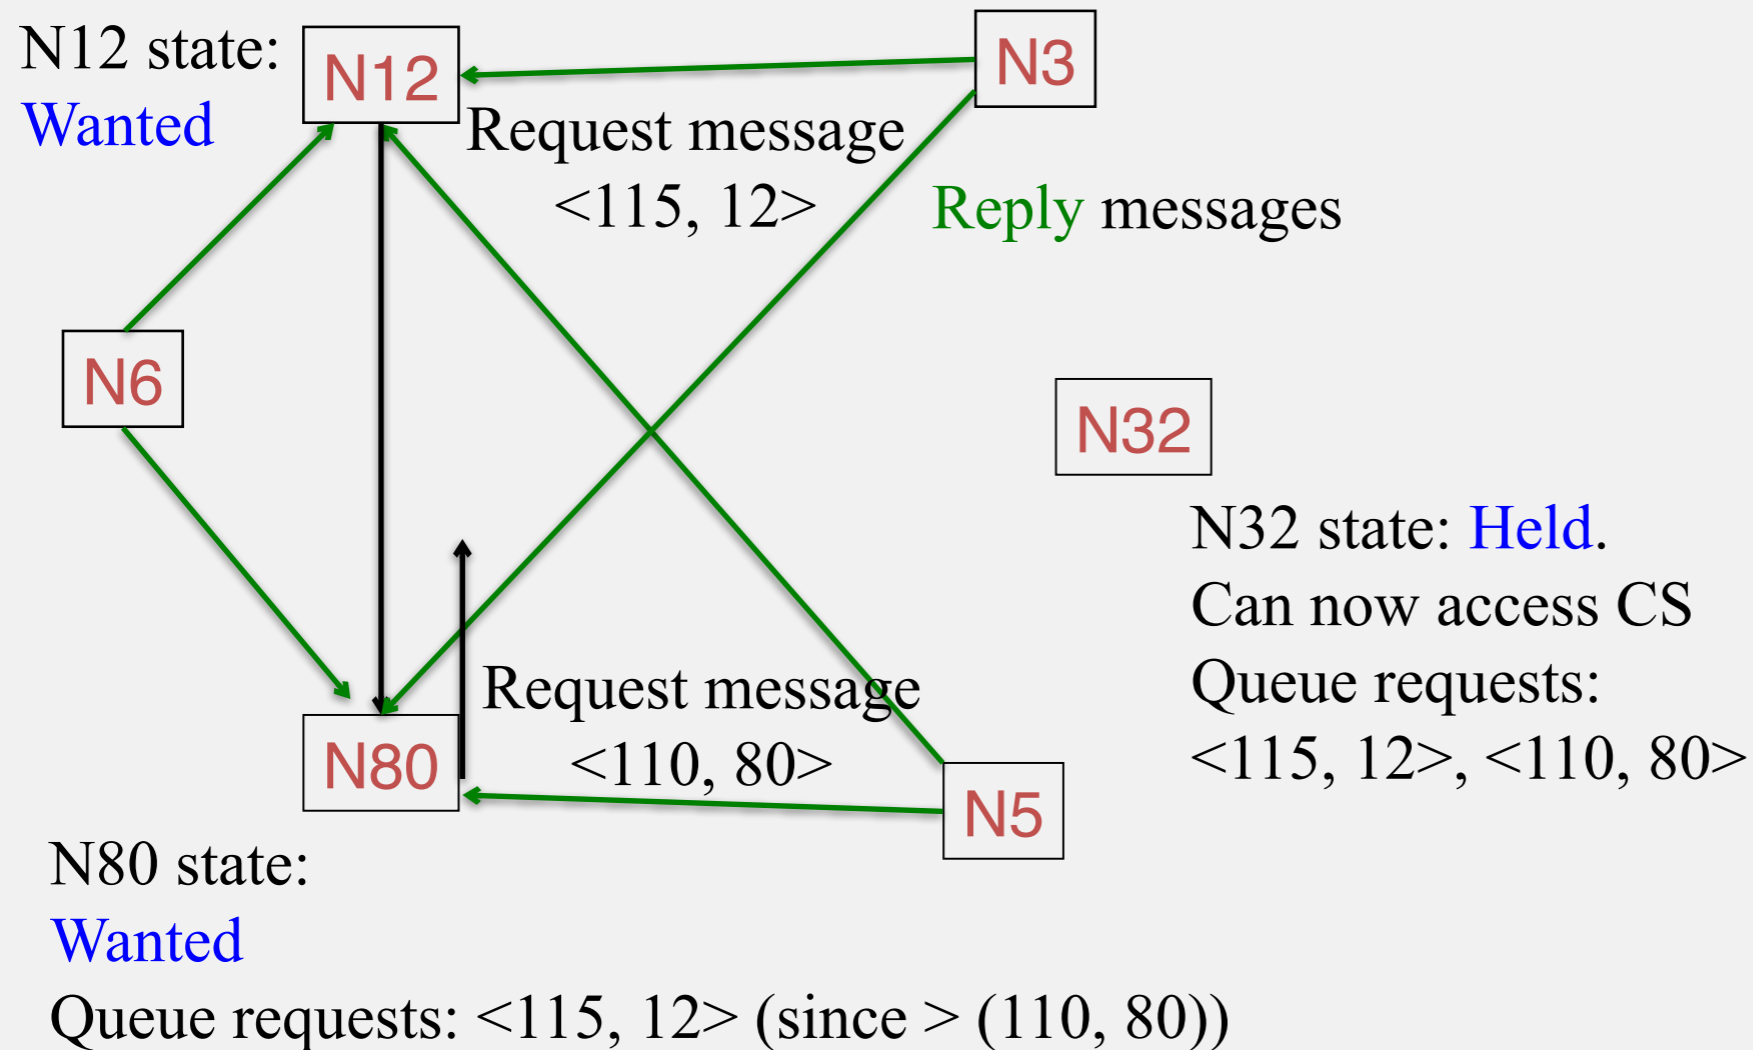 N12 state:
Wanted
N12
N3
Request message
<115, 12>
Reply messages
N6
N32
N32 state: Held.
Can now access CS
Queue requests:
<115, 12>, <110, 80>
Request message
<110, 80>
N80
N5
N80 state:
Wanted
Queue requests: <115, 12> (since > (110, 80))